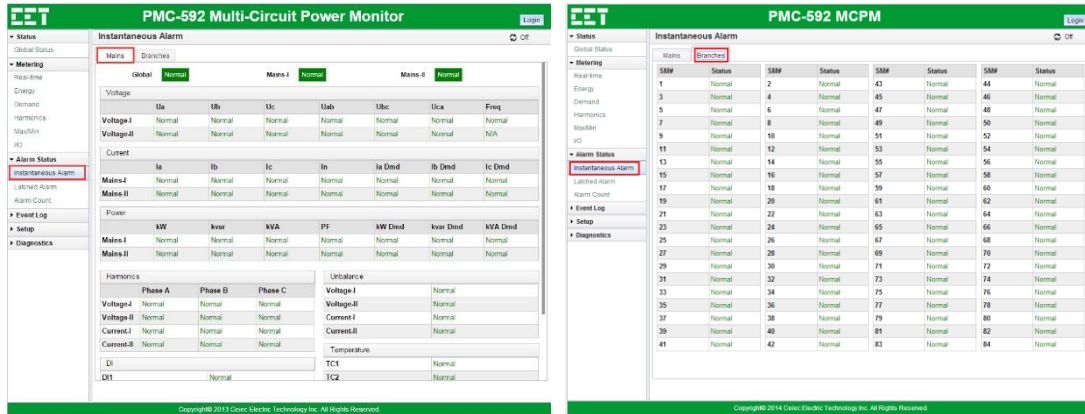 CET
PMC-592 Multi-Circuit Power Monitor
Login
Status
Global Status
Metering
Real-time
Energy
Demand
Harmonics
Max/Min
I/O
Alarm Status
Instantaneous Alarm
Latched Alarm
Alarm Count
Event Log
Setup
Diagnostics
Instantaneous Alarm
Off
Mains Branches
Global Normal Mains-I Normal Mains-II Normal
Voltage
Ua Ub Uc Uab Ubc Uca Freq
Voltage-I Normal Normal Normal Normal Normal Normal Normal
Voltage-II Normal Normal Normal Normal Normal Normal N/A
Current
Ia Ib Ic In Ia Dmd Ib Dmd Ic Dmd
Mains-I Normal Normal Normal Normal Normal Normal Normal
Mains-II Normal Normal Normal Normal Normal Normal Normal
Power
kW kvar kVA PF kW Dmd kvar Dmd kVA Dmd
Mains-I Normal Normal Normal Normal Normal Normal Normal
Mains-II Normal Normal Normal Normal Normal Normal Normal
Harmonics
Phase A Phase B Phase C
Voltage-I Normal Normal Normal
Voltage-II Normal Normal Normal
Current-I Normal Normal Normal
Current-II Normal Normal Normal
DI
DI1 Normal
Unbalance
Voltage-I Normal
Voltage-II Normal
Current-I Normal
Current-II Normal
Temperature
TC1 Normal
TC2 Normal
Copyright© 2013 Ceiec Electric Technology Inc. All Rights Reserved.
CET
PMC-592 MCPM
Login
Status
Global Status
Metering
Real-time
Energy
Demand
Harmonics
Max/Min
I/O
Alarm Status
Instantaneous Alarm
Latched Alarm
Alarm Count
Event Log
Setup
Diagnostics
Instantaneous Alarm
Off
Mains Branches
SM# Status SM# Status SM# Status SM# Status
1 Normal 2 Normal 43 Normal 44 Normal
3 Normal 4 Normal 45 Normal 46 Normal
5 Normal 6 Normal 47 Normal 48 Normal
7 Normal 8 Normal 49 Normal 50 Normal
9 Normal 10 Normal 51 Normal 52 Normal
11 Normal 12 Normal 53 Normal 54 Normal
13 Normal 14 Normal 55 Normal 56 Normal
15 Normal 16 Normal 57 Normal 58 Normal
17 Normal 18 Normal 59 Normal 60 Normal
19 Normal 20 Normal 61 Normal 62 Normal
21 Normal 22 Normal 63 Normal 64 Normal
23 Normal 24 Normal 65 Normal 66 Normal
25 Normal 26 Normal 67 Normal 68 Normal
27 Normal 28 Normal 69 Normal 70 Normal
29 Normal 30 Normal 71 Normal 72 Normal
31 Normal 32 Normal 73 Normal 74 Normal
33 Normal 34 Normal 75 Normal 76 Normal
35 Normal 36 Normal 77 Normal 78 Normal
37 Normal 38 Normal 79 Normal 80 Normal
39 Normal 40 Normal 81 Normal 82 Normal
41 Normal 42 Normal 83 Normal 84 Normal
Copyright© 2014 Ceiec Electric Technology Inc. All Rights Reserved.